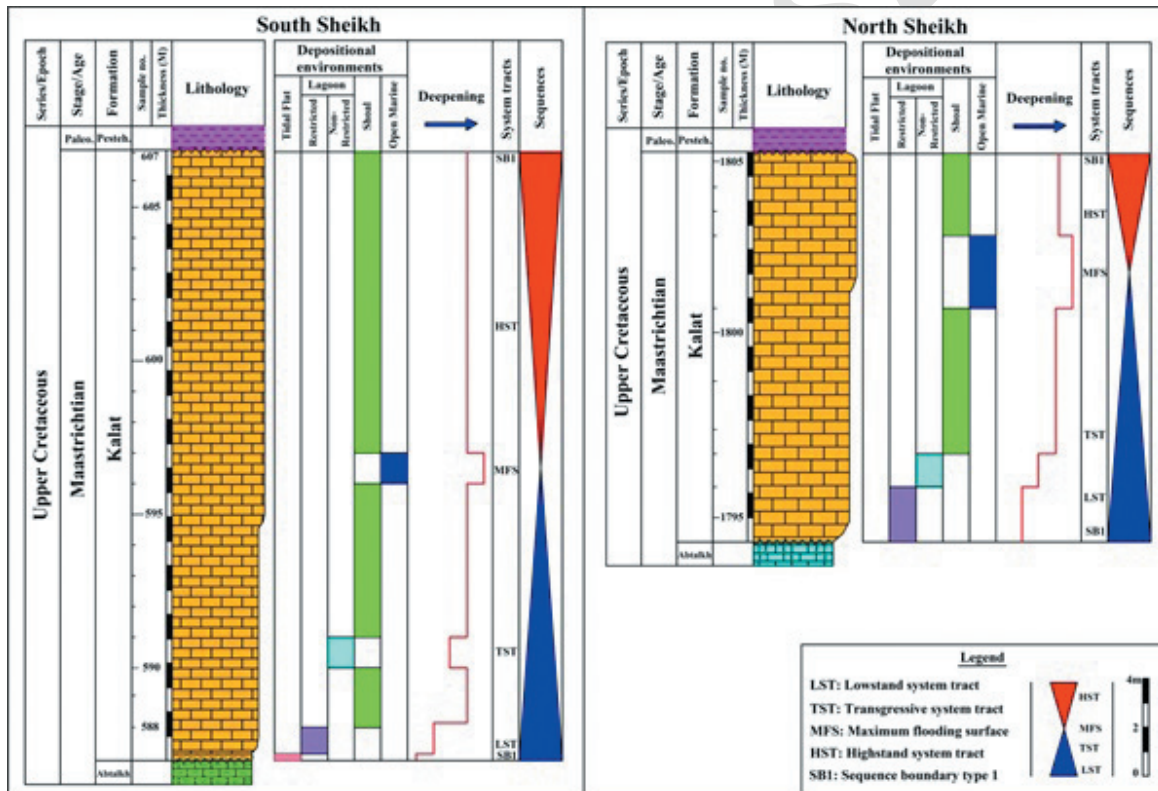 South Sheikh
Series/Epoch
Stage/Age
Formation
Sample no.
Thickness (M)
Lithology
Depositional environments
Tidal Flat
Lagoon
Restricted
Non-Restricted
Shoal
Open Marine
Deepening
System tracts
Sequences
Paleo. Pesteh.
Upper Cretaceous
Maastrichtian
Kalat
Abtalkh
607
605
600
595
590
588
SB1
HST
MFS
TST
LST
SB1
North Sheikh
Series/Epoch
Stage/Age
Formation
Sample no.
Thickness (M)
Lithology
Depositional environments
Tidal Flat
Lagoon
Restricted
Non-Restricted
Shoal
Open Marine
Deepening
System tracts
Sequences
Paleo. Pesteh.
Upper Cretaceous
Maastrichtian
Kalat
Abtalkh
1805
1800
1795
SB1
HST
MFS
TST
LST
SB1
Legend
LST: Lowstand system tract
TST: Transgressive system tract
MFS: Maximum flooding surface
HST: Highstand system tract
SB1: Sequence boundary type 1
HST
MFS
TST
LST
4m
2
0